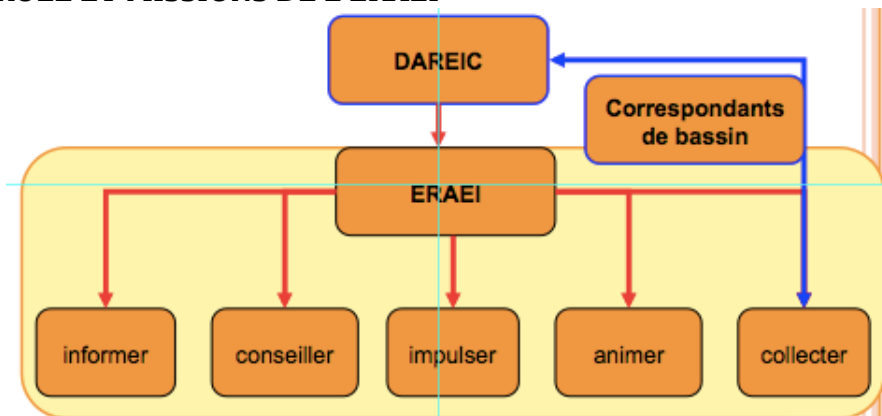 DAREIC
Correspondants
de bassin
ERAEI
informer
conseiller
impulser
animer
collecter